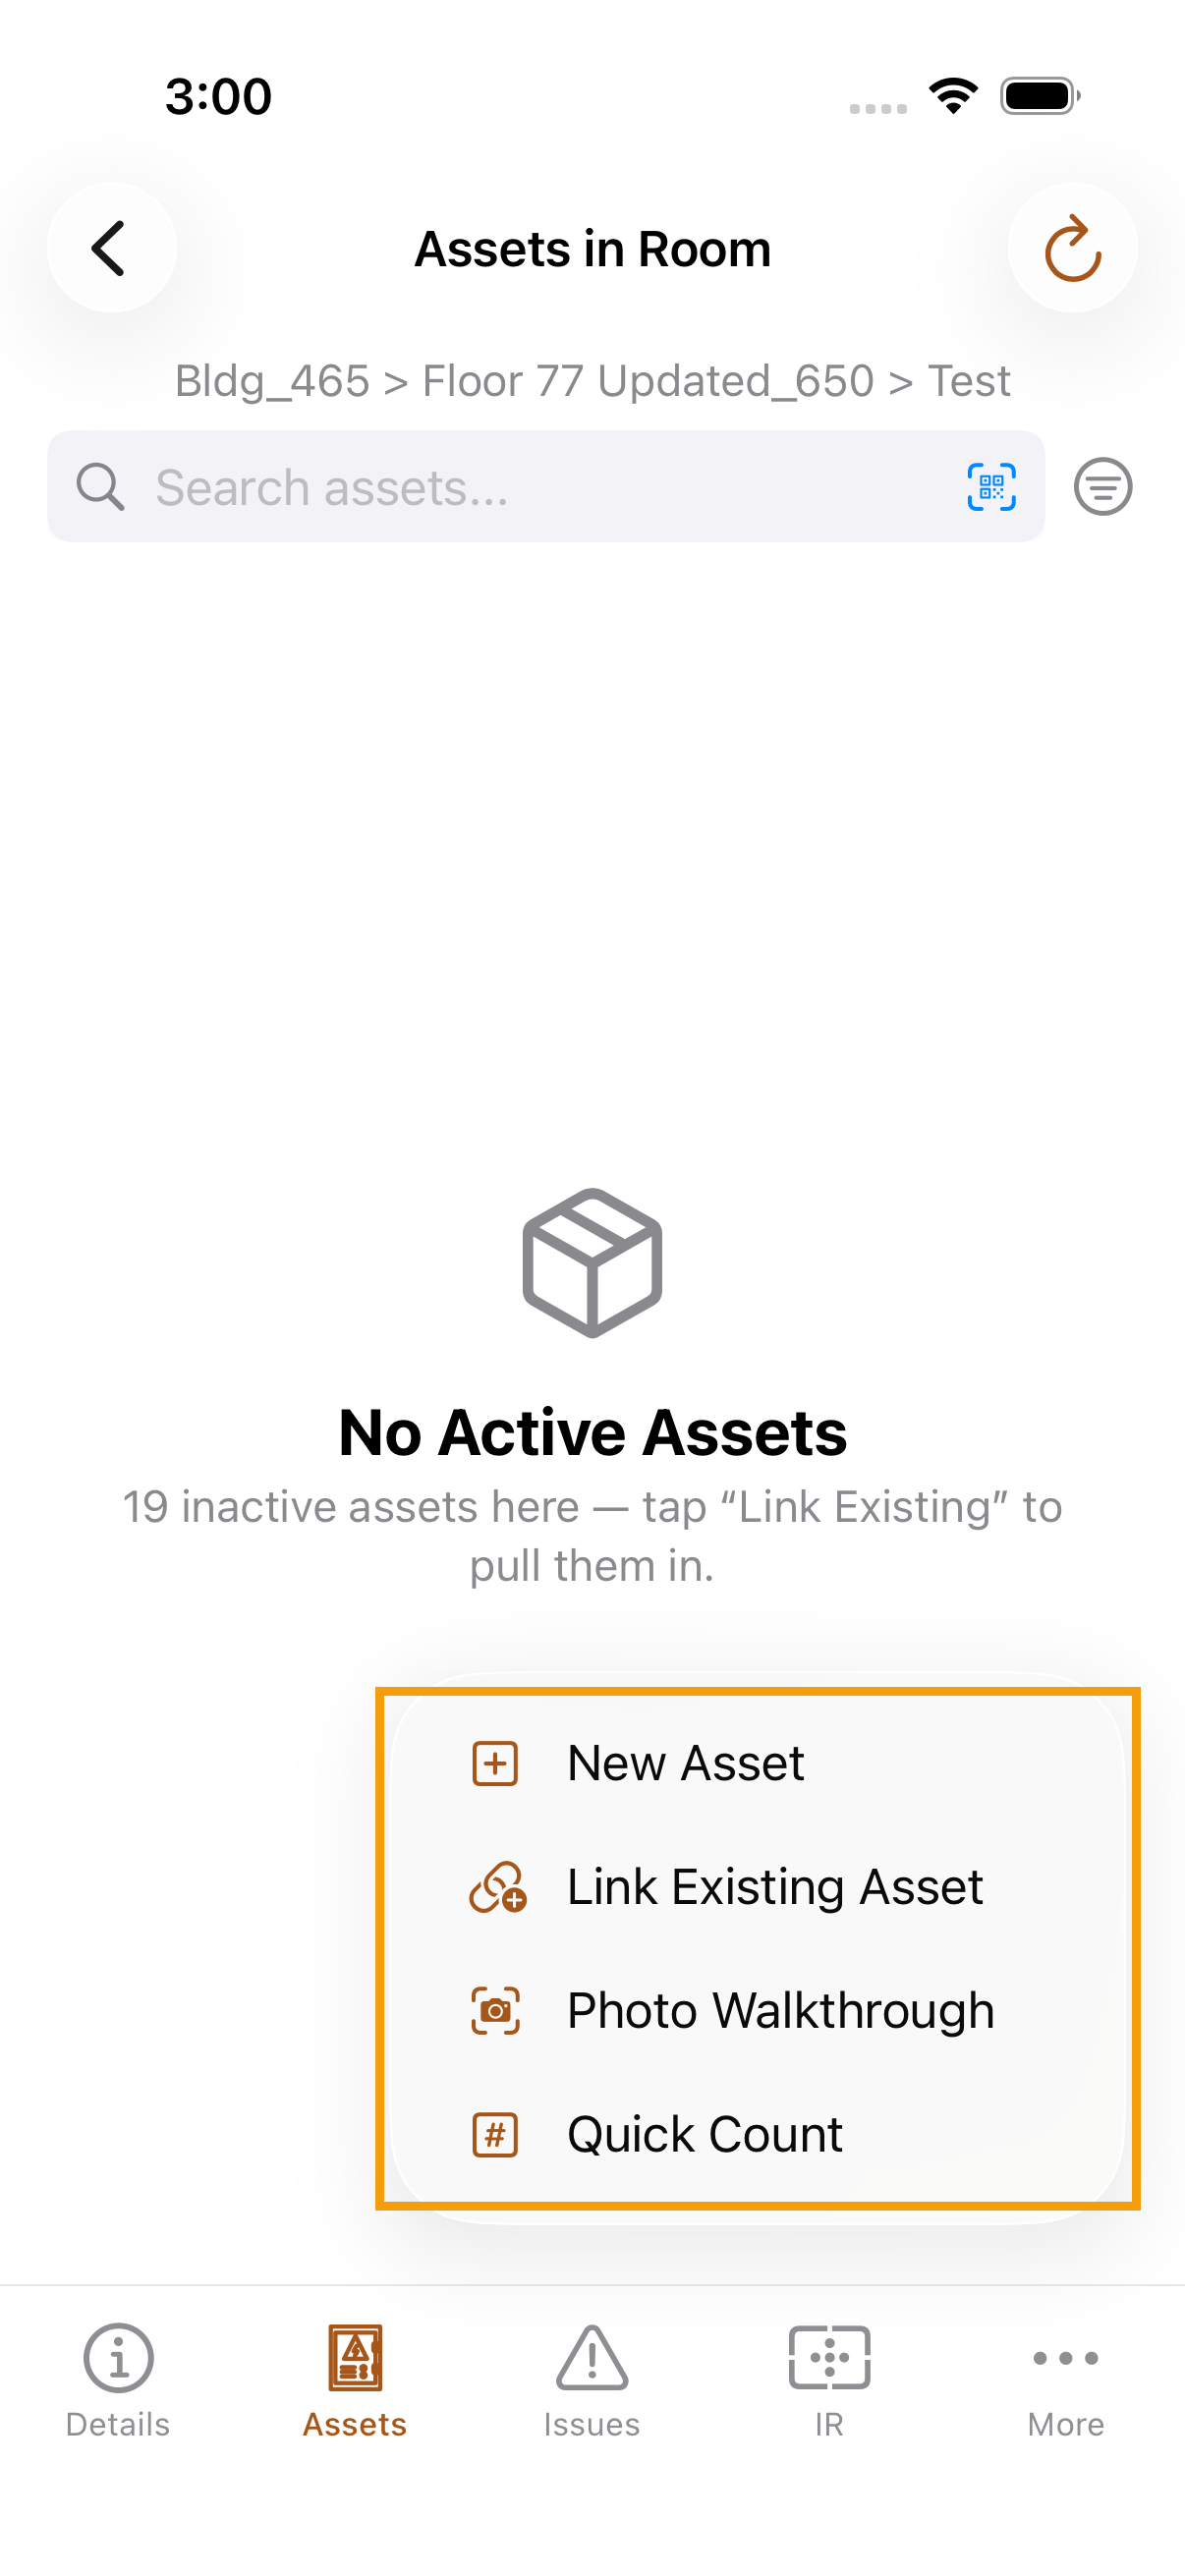 3:00
Assets in Room
Bldg_465 > Floor 77 Updated_650 > Test
Search assets...
No Active Assets
19 inactive assets here — tap “Link Existing” to
pull them in.
New Asset
Link Existing Asset
Photo Walkthrough
# Quick Count
Details
Assets
Issues
IR
More